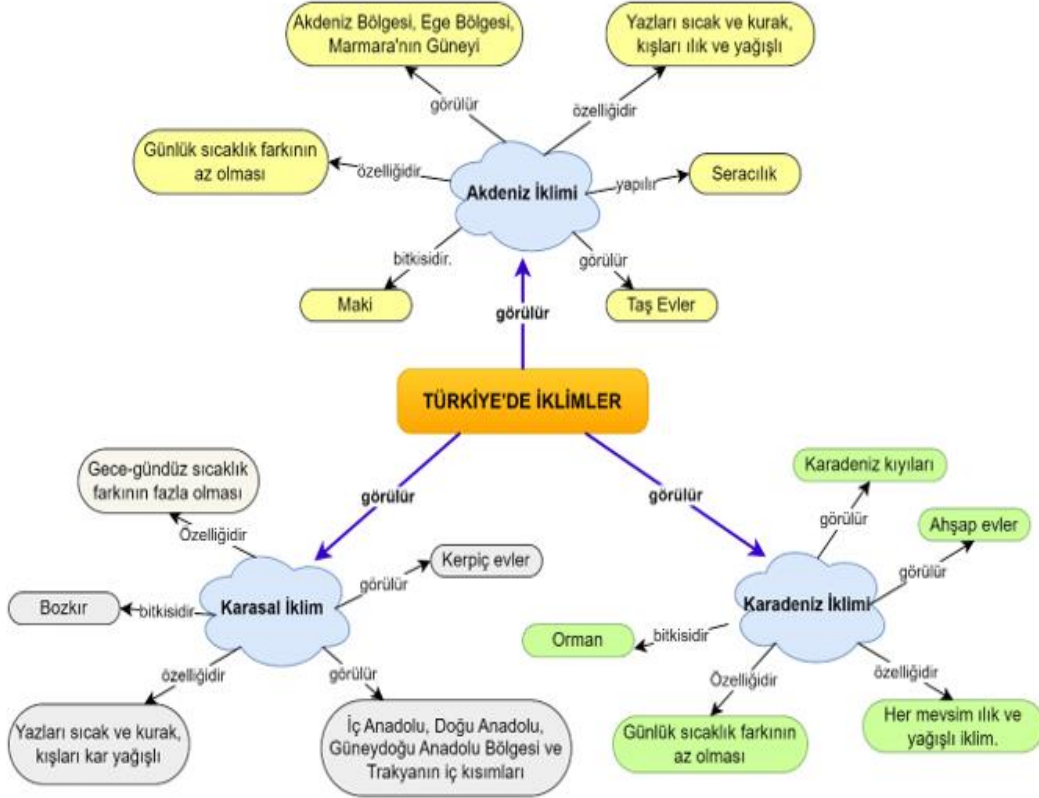 Akdeniz Bölgesi, Ege Bölgesi,
Marmara'nın Güneyi
Yazları sıcak ve kurak,
kışları ılık ve yağışlı
görülür
özelliğidir
Günlük sıcaklık farkının
az olması
özelliğidir
Akdeniz İklimi
yapılır
Seracılık
bitkisidir.
görülür
Maki
Taş Evler
görülür
TÜRKİYE'DE İKLİMLER
görülür
görülür
Gece-gündüz sıcaklık
farkının fazla olması
Özelliğidir
Kerpiç evler
görülür
Bozkır
bitkisidir
Karasal İklim
özelliğidir
görülür
Yazları sıcak ve kurak,
kışları kar yağışlı
İç Anadolu, Doğu Anadolu,
Güneydoğu Anadolu Bölgesi ve
Trakyanın iç kısımları
Karadeniz kıyıları
görülür
Ahşap evler
görülür
Karadeniz İklimi
Orman
bitkisidir
Özelliğidir
özelliğidir
Günlük sıcaklık farkının
az olması
Her mevsim ılık ve
yağışlı iklim.